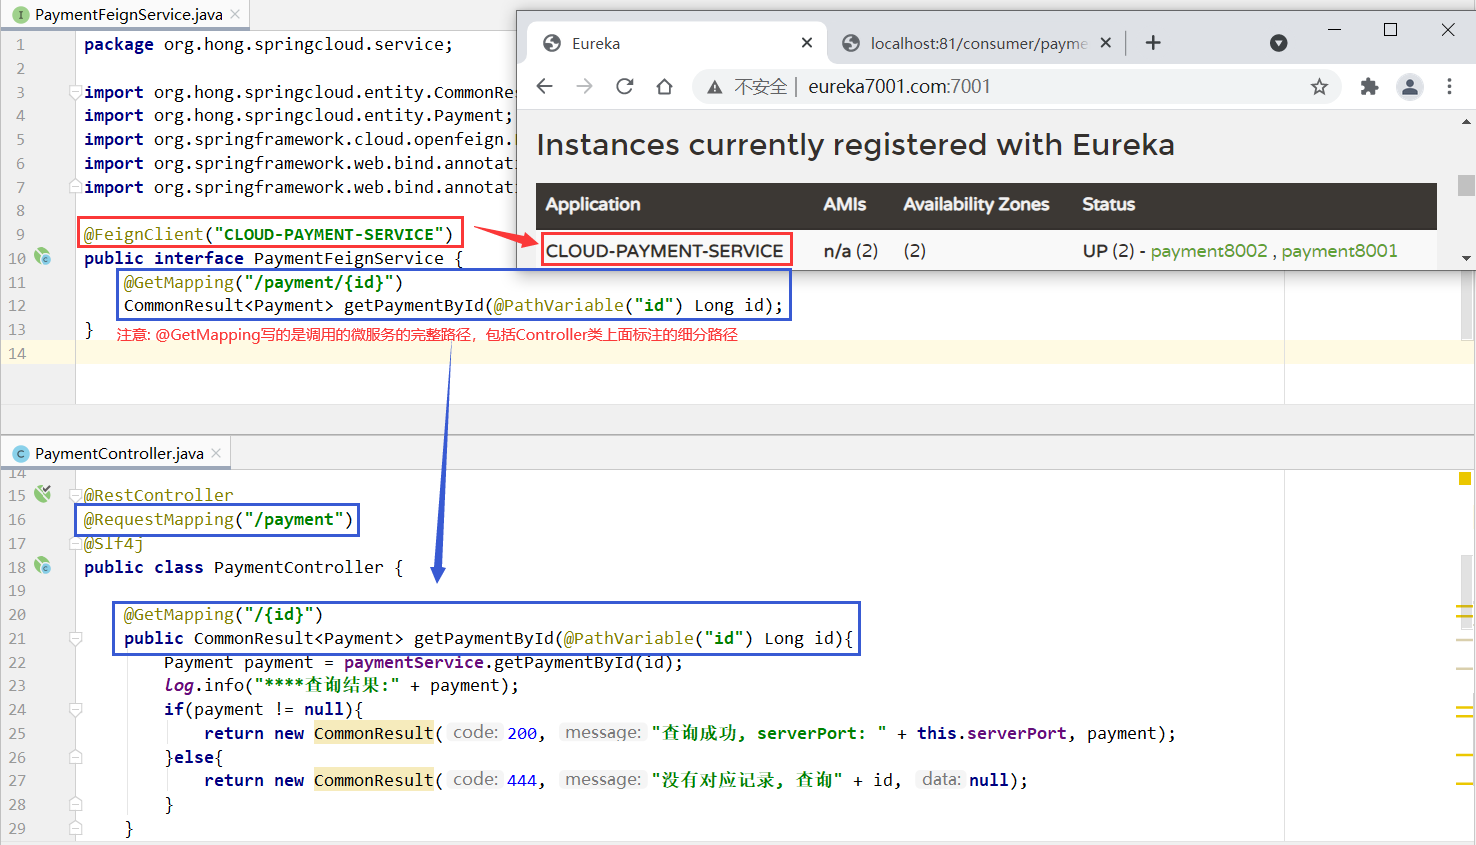 PaymentFeignService.java
1 package org.hong.springcloud.service;
2
3 import org.hong.springcloud.entity.CommonRes
4 import org.hong.springcloud.entity.Payment;
5 import org.springframework.cloud.openfeign.
6 import org.springframework.web.bind.annotati
7 import org.springframework.web.bind.annotati
8
9 @FeignClient("CLOUD-PAYMENT-SERVICE")
10 public interface PaymentFeignService {
11 @GetMapping("/payment/{id}")
12 CommonResult<Payment> getPaymentById(@PathVariable("id") Long id);
13 }
注意: @GetMapping写的是调用的微服务的完整路径，包括Controller类上面标注的细分路径
14
Eureka
localhost:81/consumer/payme
不安全 | eureka7001.com:7001
Instances currently registered with Eureka
Application AMIs Availability Zones Status
CLOUD-PAYMENT-SERVICE n/a (2) (2) UP (2) - payment8002 , payment8001
PaymentController.java
14
15 @RestController
16 @RequestMapping("/payment")
17 @Slf4j
18 public class PaymentController {
19
20 @GetMapping("/{id}")
21 public CommonResult<Payment> getPaymentById(@PathVariable("id") Long id){
22 Payment payment = paymentService.getPaymentById(id);
23 log.info("****查询结果:" + payment);
24 if(payment != null){
25 return new CommonResult( code: 200, message: "查询成功, serverPort: " + this.serverPort, payment);
26 }else{
27 return new CommonResult( code: 444, message: "没有对应记录, 查询" + id, data: null);
28 }
29 }